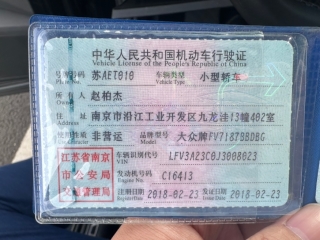 中华人民共和国机动车行驶证
Vehicle License of the People's Republic of China
号牌号码 苏AET010 车辆类型 小型轿车
所有人 赵柏杰
住址 南京市沿江工业开发区九龙洼13幢402室
使用性质 非营运 品牌型号 大众牌FV7187BBDBG
江苏省南京市公安局交通管理局
车辆识别代号 LFV3A23C0J3008023
发动机号码 C16413
Engine No.
注册日期 2018-02-23 发证日期 2018-02-23